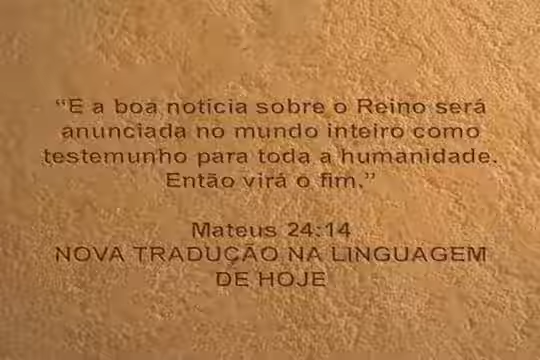 “E a boa notícia sobre o Reino será
anunciada no mundo inteiro como
testemunho para toda a humanidade.
Então virá o fim.”
Mateus 24:14
NOVA TRADUÇÃO NA LINGUAGEM
DE HOJE